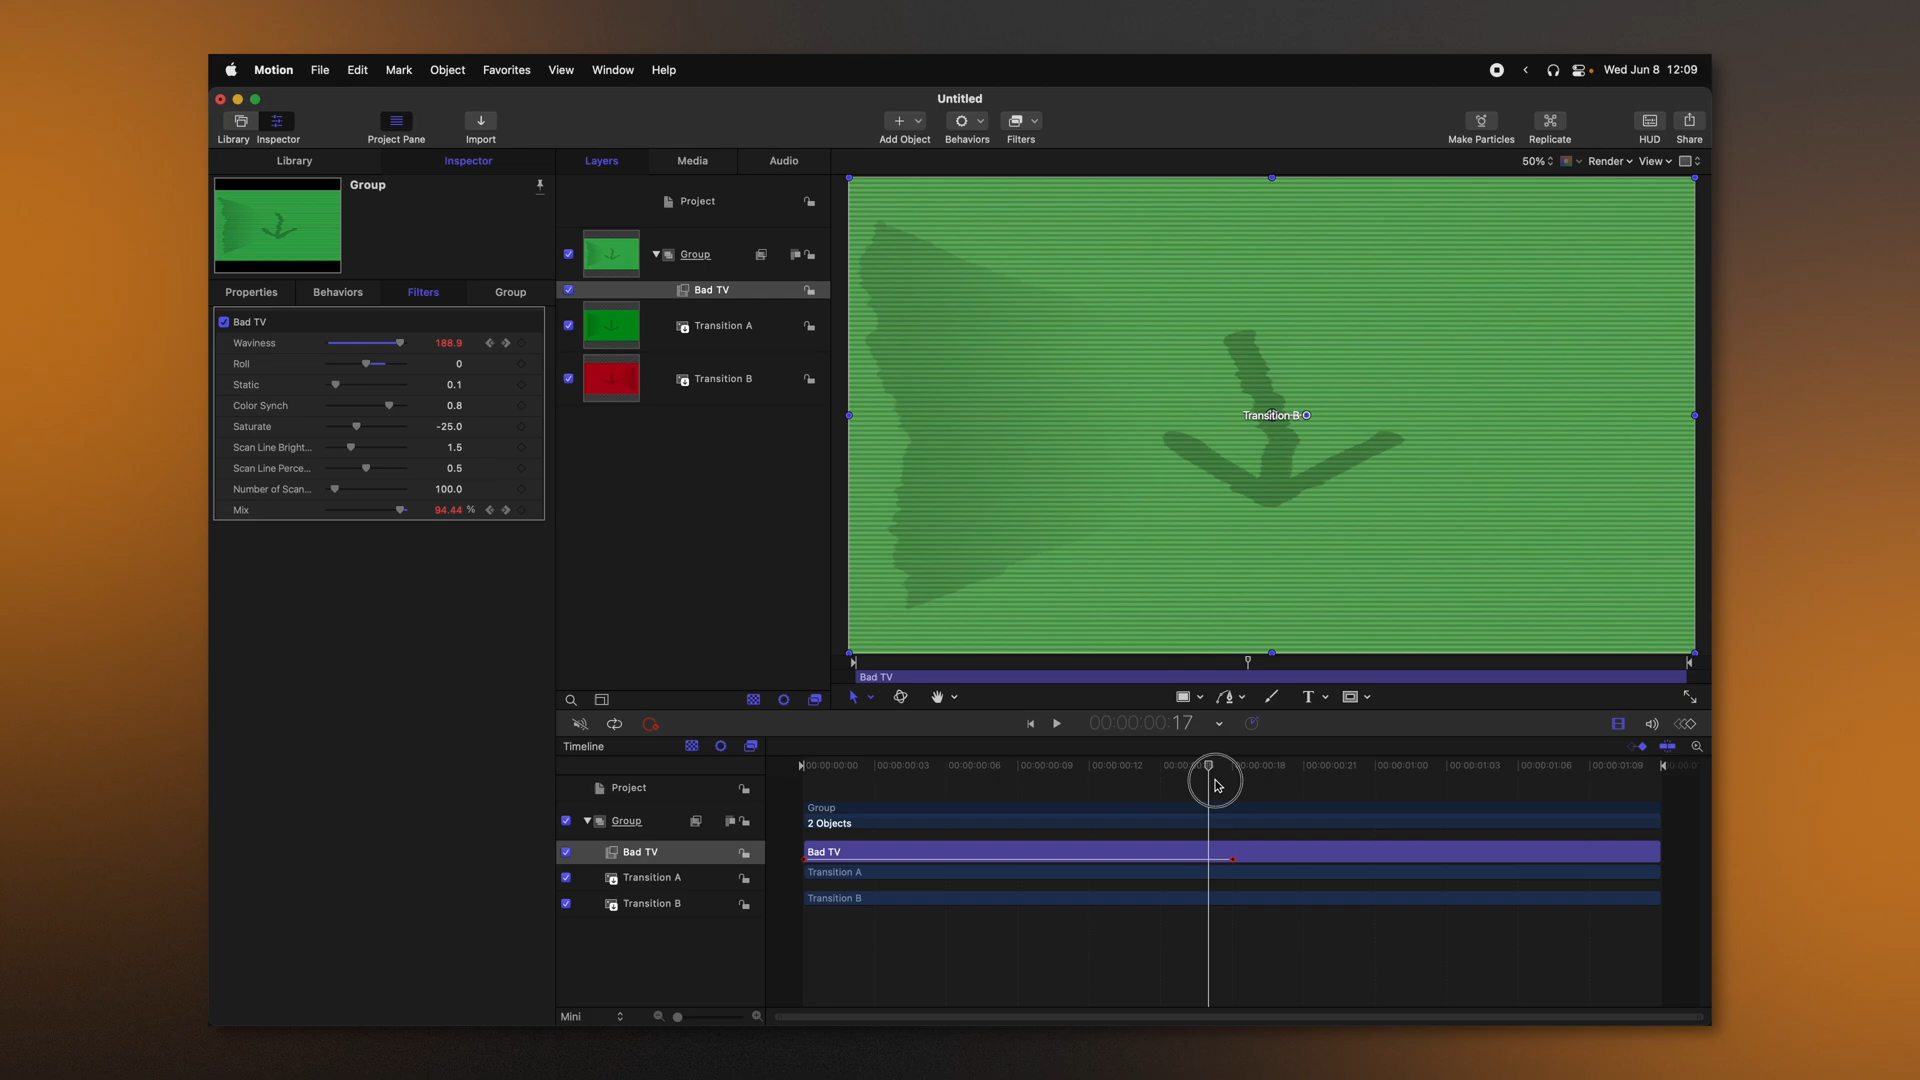 Motion File Edit Mark Object Favorites View Window Help Wed Jun 8 12:09
Untitled
Library Inspector Project Pane Import Add Object Behaviors Filters Make Particles Replicate HUD Share
Library Inspector Layers Media Audio 50% Render View
Group
Project
Group
Properties Behaviors Filters Group
Bad TV
Bad TV
Waviness 188.9
Transition A
Roll 0
Static 0.1
Transition B
Color Synch 0.8
Transition B
Saturate -25.0
Scan Line Bright... 1.5
Scan Line Perce... 0.5
Number of Scan... 100.0
Mix 94.44 %
Bad TV
T
00:00:00:17
Timeline
00:00:00:00 00:00:00:03 00:00:00:06 00:00:00:09 00:00:00:12 00:00:00:18 00:00:00:21 00:00:01:00 00:00:01:03 00:00:01:06 00:00:01:09
Project
Group
Group
2 Objects
Bad TV
Bad TV
Transition A
Transition A
Transition B
Transition B
Mini